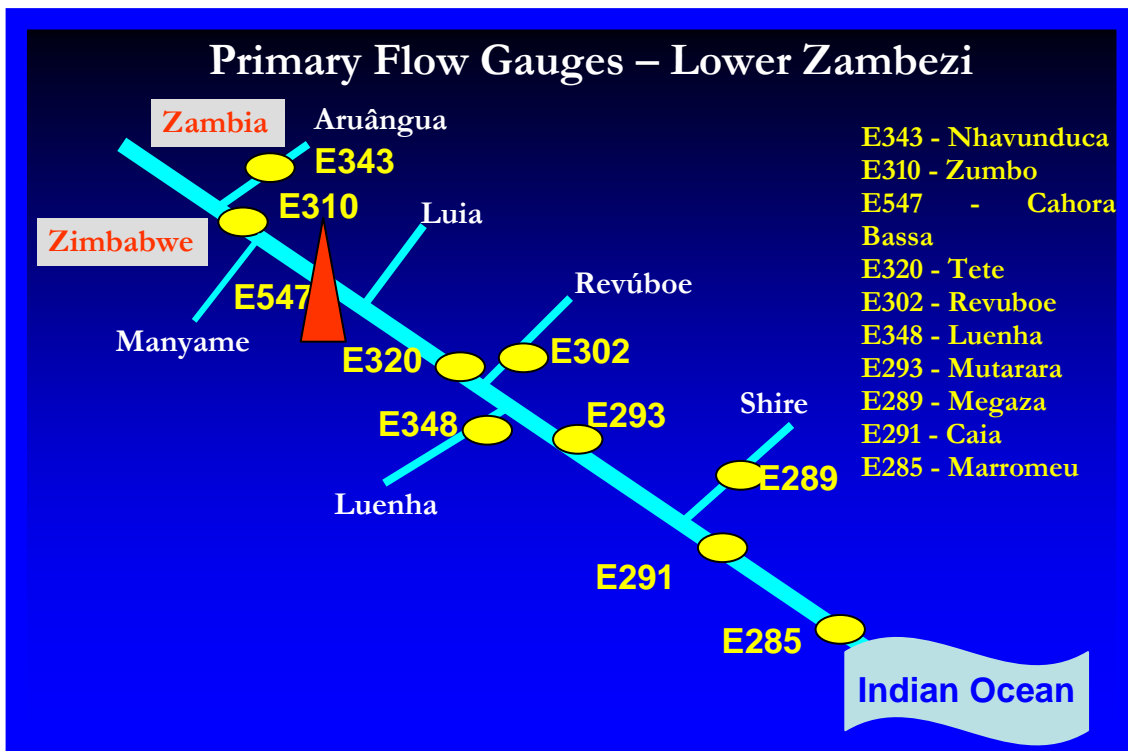 Primary Flow Gauges – Lower Zambezi
Zambia
Aruângua
E343
E310
Zimbabwe
Luia
E547
Manyame
Revúboe
E320
E302
E348
E293
Luenha
Shire
E289
E291
E285
Indian Ocean
E343 - Nhavunduca
E310 - Zumbo
E547 - Cahora
Bassa
E320 - Tete
E302 - Revuboe
E348 - Luenha
E293 - Mutarara
E289 - Megaza
E291 - Caia
E285 - Marromeu